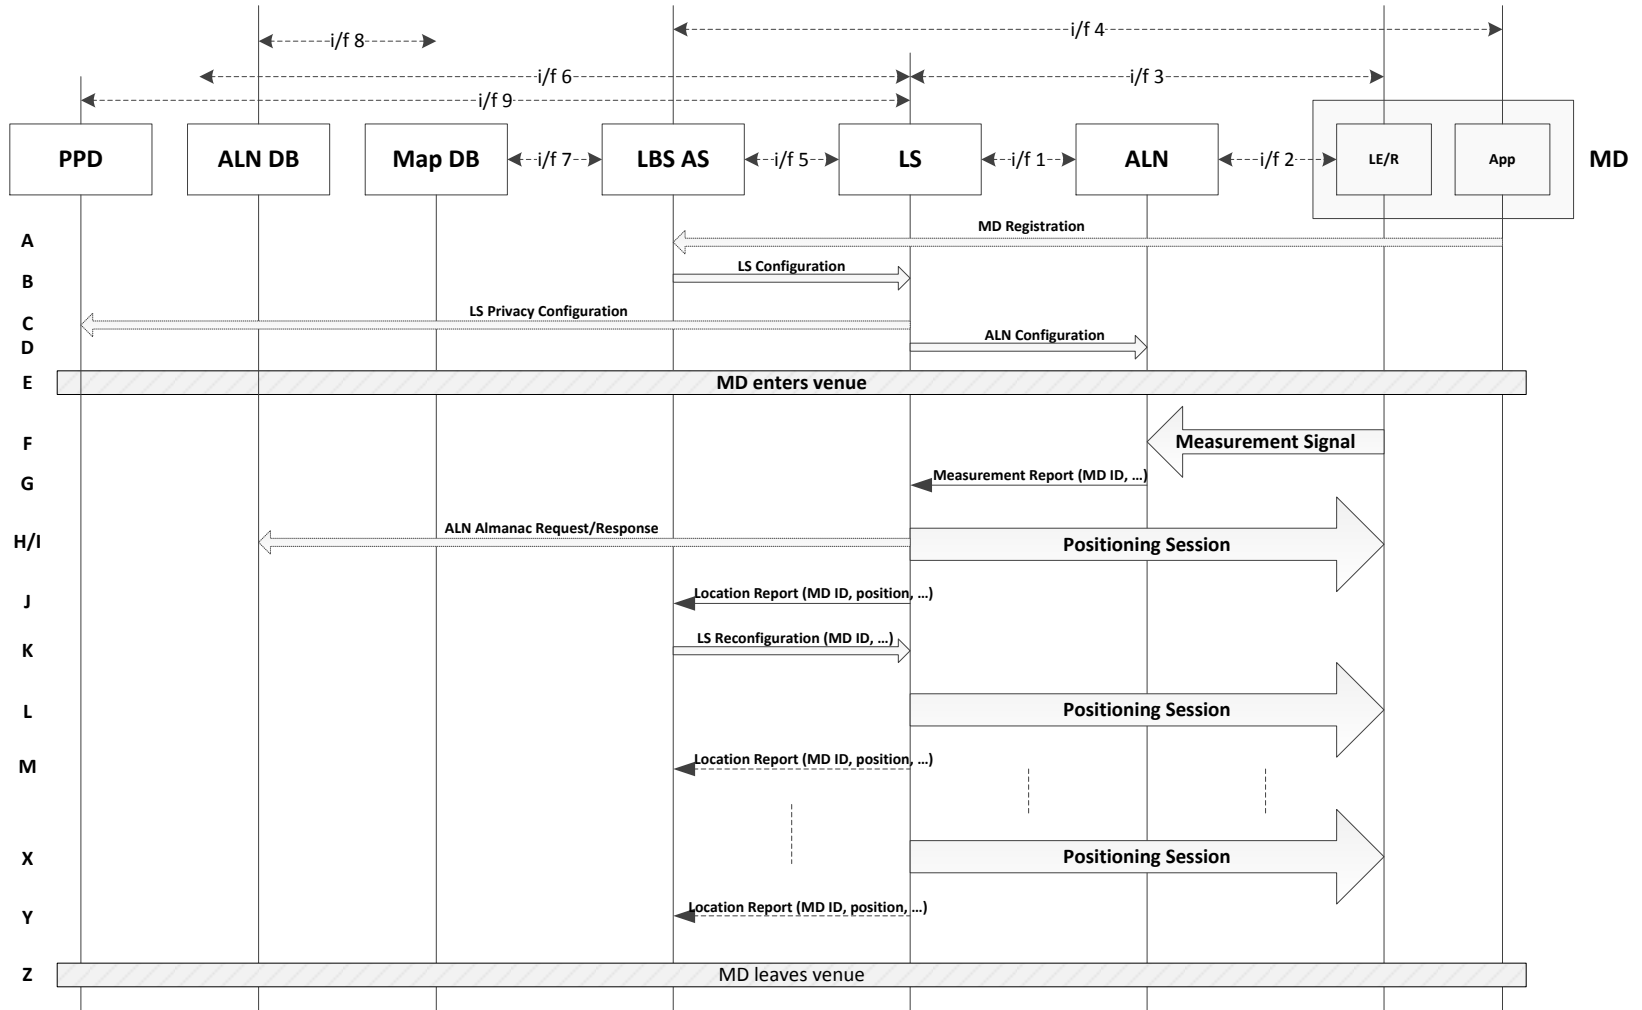 i/f 4
i/f 8
i/f 6
i/f 3
i/f 9
PPD
ALN DB
Map DB
i/f 7
LBS AS
i/f 5
LS
i/f 1
ALN
i/f 2
LE/R
App
MD
A
MD Registration
B
LS Configuration
C
LS Privacy Configuration
D
ALN Configuration
E
MD enters venue
F
Measurement Signal
G
Measurement Report (MD ID, ...)
H/I
ALN Almanac Request/Response
Positioning Session
J
Location Report (MD ID, position, ...)
K
LS Reconfiguration (MD ID, ...)
L
Positioning Session
M
Location Report (MD ID, position, ...)
X
Positioning Session
Y
Location Report (MD ID, position, ...)
Z
MD leaves venue